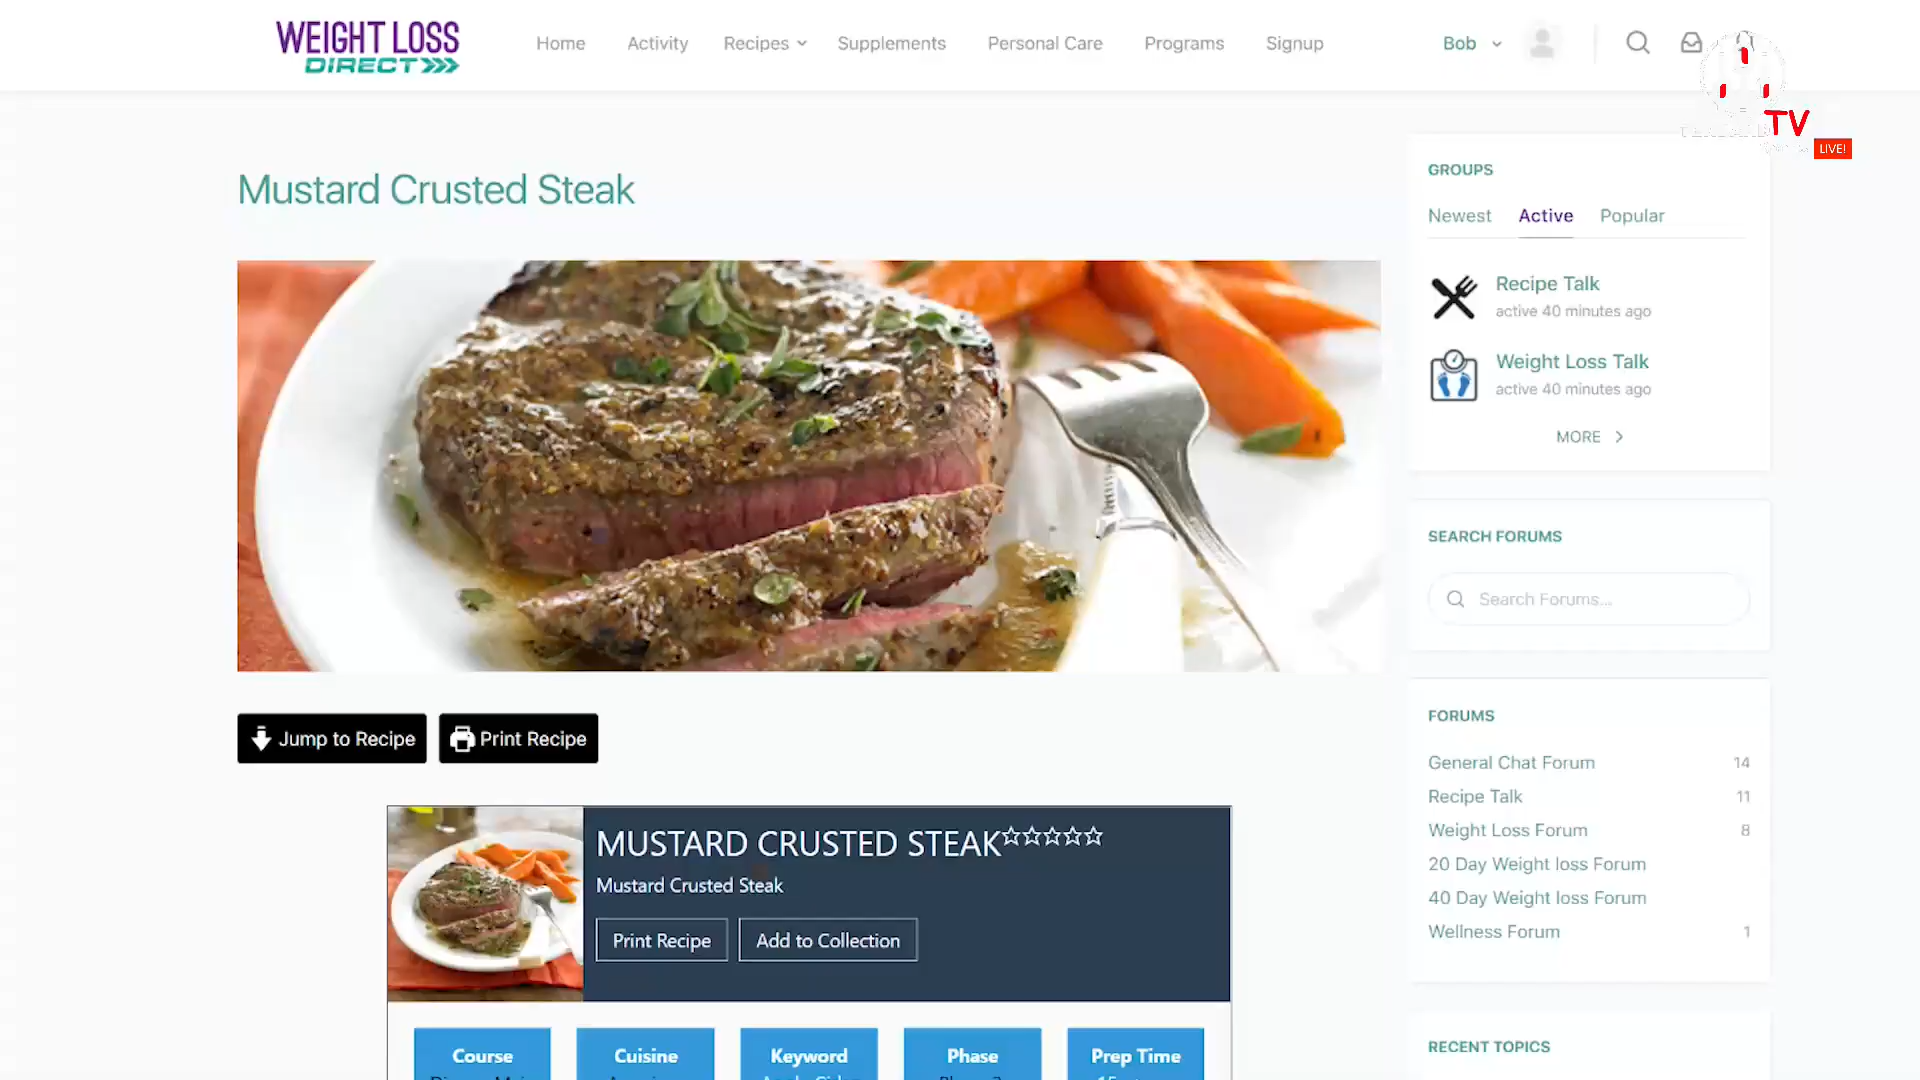 WEIGHT LOSS
DIRECT
Home Activity Recipes Supplements Personal Care Programs Signup
Bob
TV
LIVE!
Mustard Crusted Steak
GROUPS
Newest Active Popular
Recipe Talk
active 40 minutes ago
Weight Loss Talk
active 40 minutes ago
MORE
SEARCH FORUMS
Search Forums...
Jump to Recipe Print Recipe
FORUMS
General Chat Forum 14
Recipe Talk 11
Weight Loss Forum 8
20 Day Weight loss Forum
40 Day Weight loss Forum
Wellness Forum 1
MUSTARD CRUSTED STEAK
Mustard Crusted Steak
Print Recipe Add to Collection
Course Cuisine Keyword Phase Prep Time
RECENT TOPICS